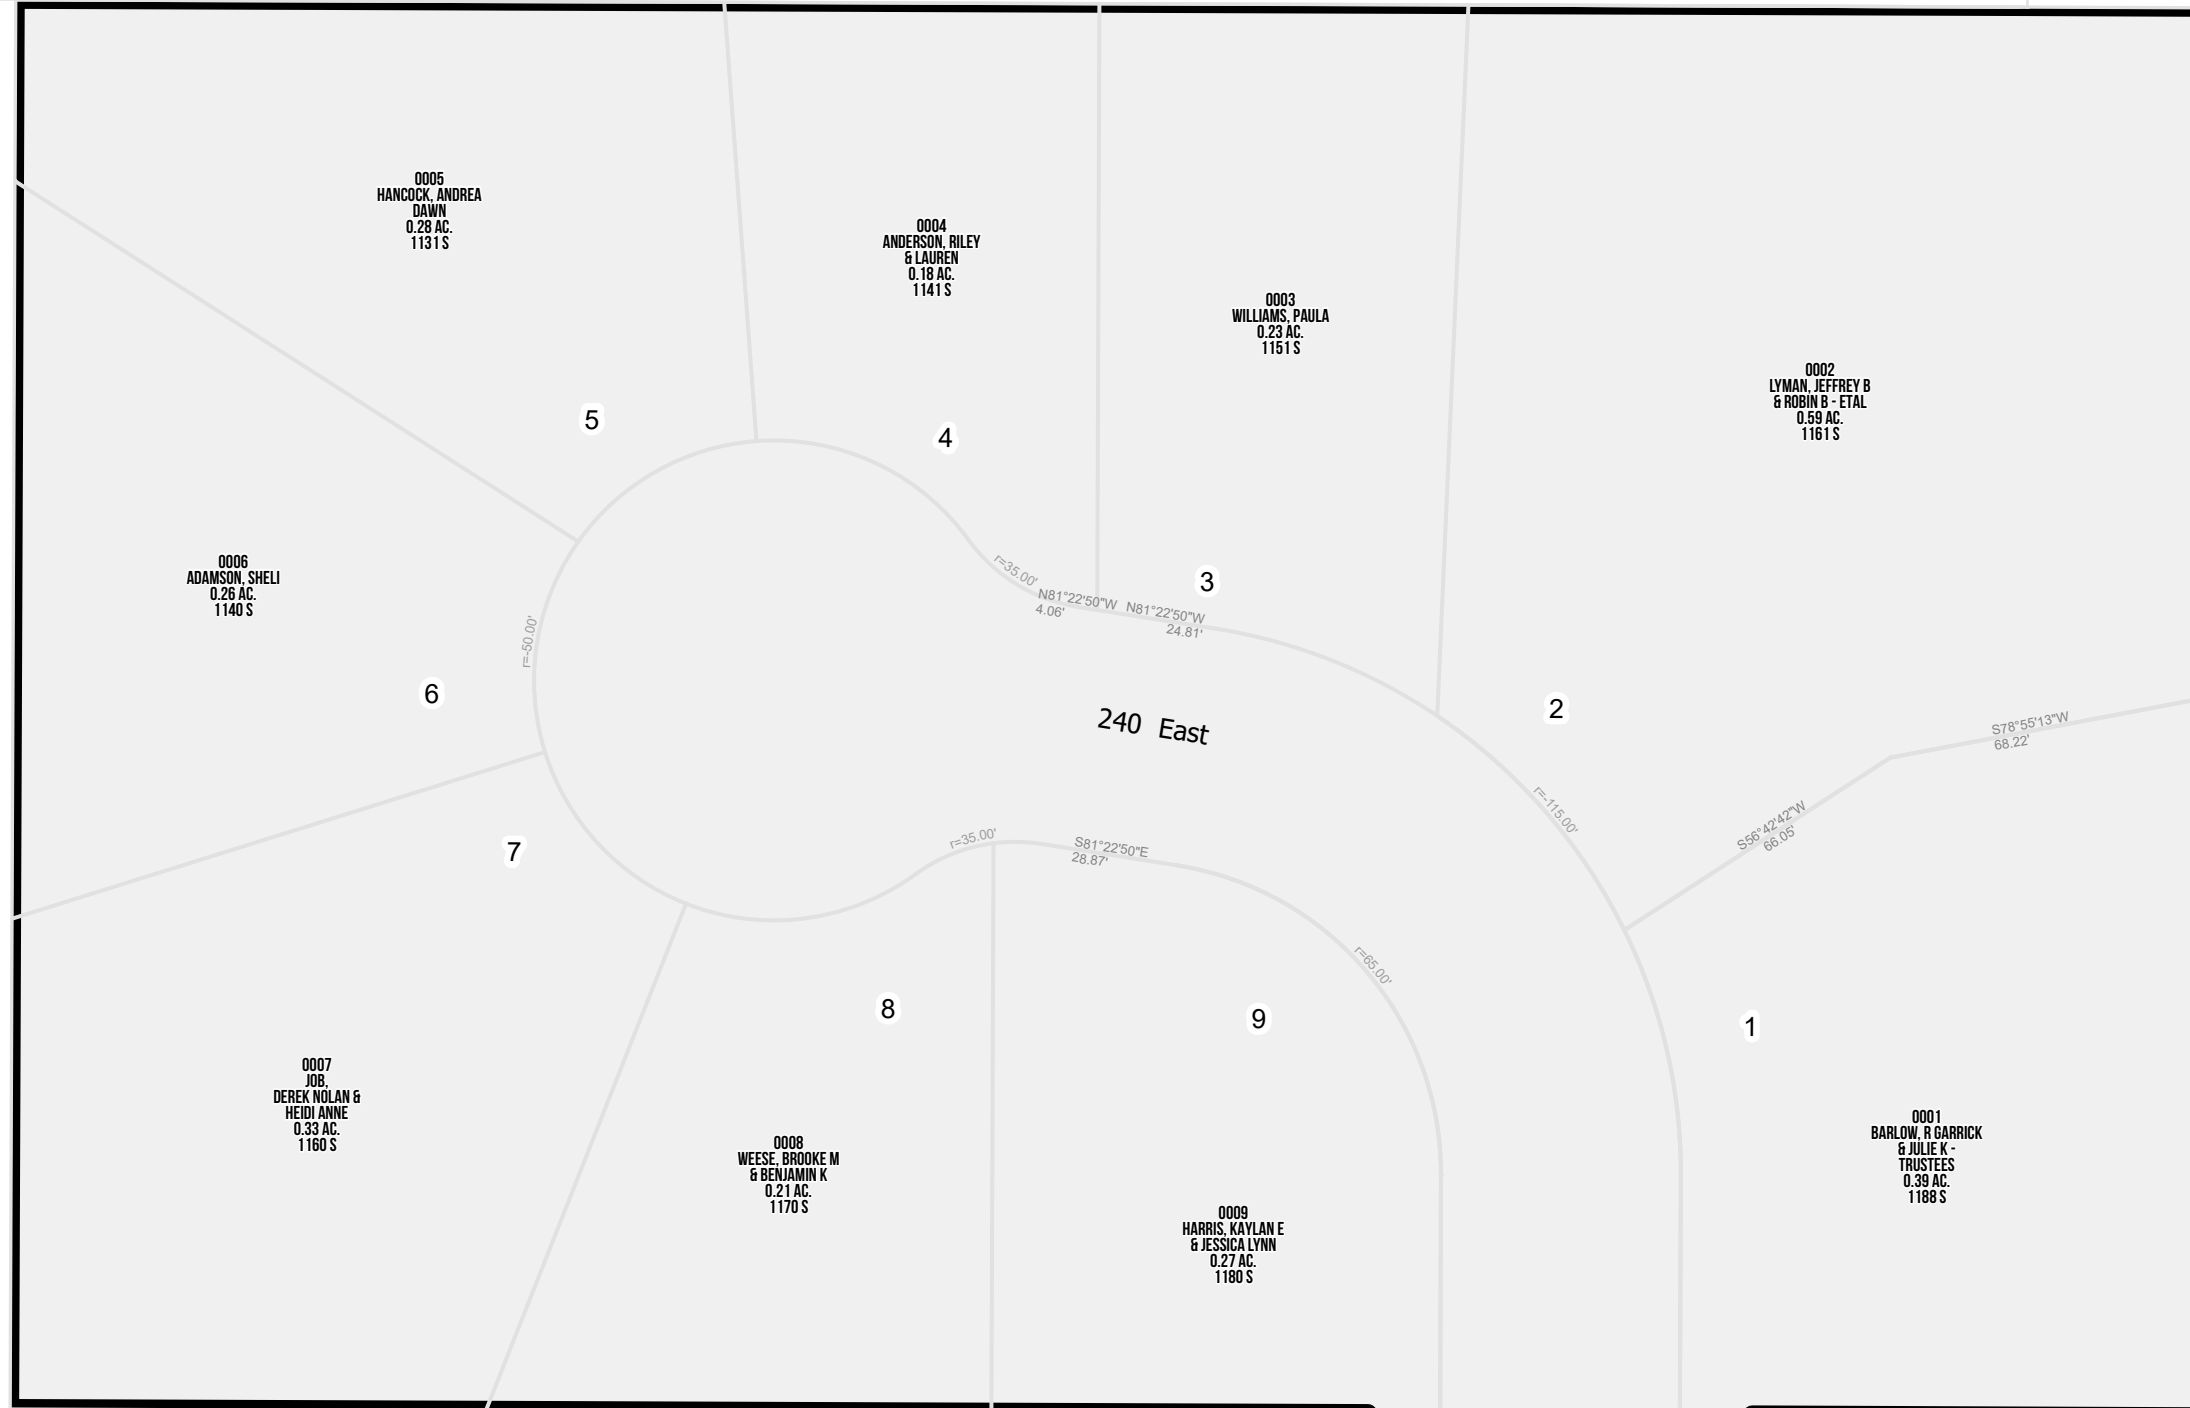 0005
HANCOCK, ANDREA
DAWN
0.28 AC.
1131 S
0004
ANDERSON, RILEY
& LAUREN
0.18 AC.
1141 S
0003
WILLIAMS, PAULA
0.23 AC.
1151 S
0002
LYMAN, JEFFREY B
& ROBIN B - ETAL
0.59 AC.
1161 S
5
4
0006
ADAMSON, SHELI
0.26 AC.
1140 S
r=35.00'
3
N81°22'50"W
4.06'
N81°22'50"W
24.81'
r=-50.00'
6
240 East
2
S78°55'13"W
68.22'
r=-115.00'
S56°42'42"W
66.05'
7
r=35.00'
S81°22'50"E
28.87'
r=65.00'
8
9
1
0007
JOB,
DEREK NOLAN &
HEIDI ANNE
0.33 AC.
1160 S
0008
WEESE, BROOKE M
& BENJAMIN K
0.21 AC.
1170 S
0009
HARRIS, KAYLAN E
& JESSICA LYNN
0.27 AC.
1180 S
0001
BARLOW, R GARRICK
& JULIE K -
TRUSTEES
0.39 AC.
1188 S